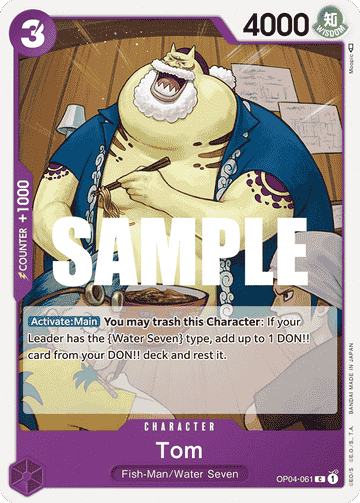 3
4000
知
WISDOM
Moopic
COUNTER +1000
SAMPLE
Activate:Main You may trash this Character: If your
Leader has the {Water Seven} type, add up to 1 DON!!
card from your DON!! deck and rest it.
CHARACTER
Tom
Fish-Man/Water Seven
OP04-061 C 1
©E.O./S. ©E.O./S., T.A. BANDAI MADE IN JAPAN